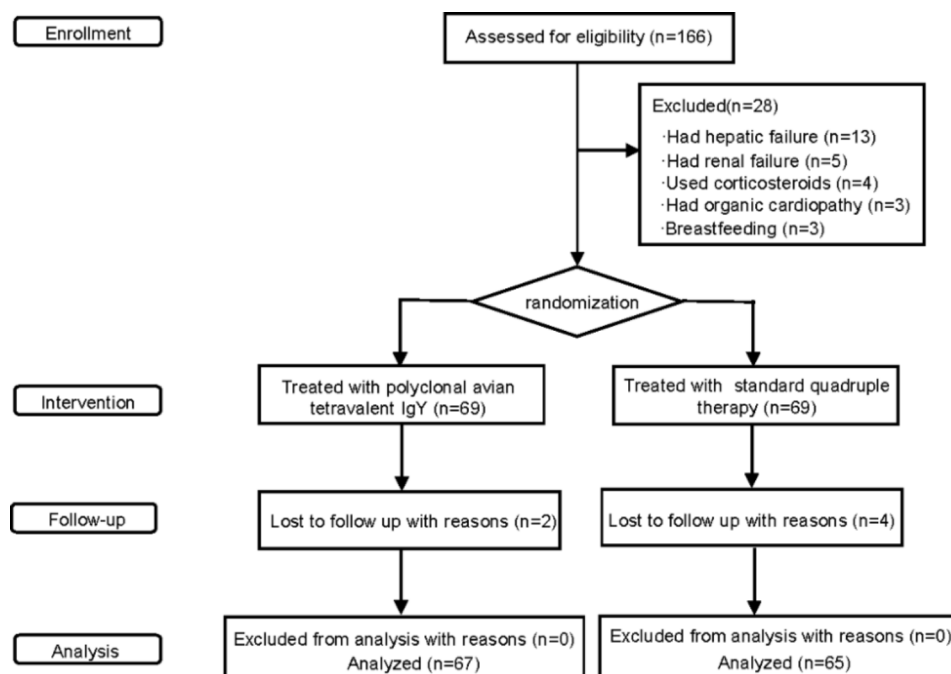 Enrollment
Assessed for eligibility (n=166)
Excluded(n=28)
·Had hepatic failure (n=13)
·Had renal failure (n=5)
·Used corticosteroids (n=4)
·Had organic cardiopathy (n=3)
·Breastfeeding (n=3)
randomization
Intervention
Treated with polyclonal avian
tetravalent IgY (n=69)
Treated with standard quadruple
therapy (n=69)
Follow-up
Lost to follow up with reasons (n=2)
Lost to follow up with reasons (n=4)
Analysis
Excluded from analysis with reasons (n=0)
Analyzed (n=67)
Excluded from analysis with reasons (n=0)
Analyzed (n=65)